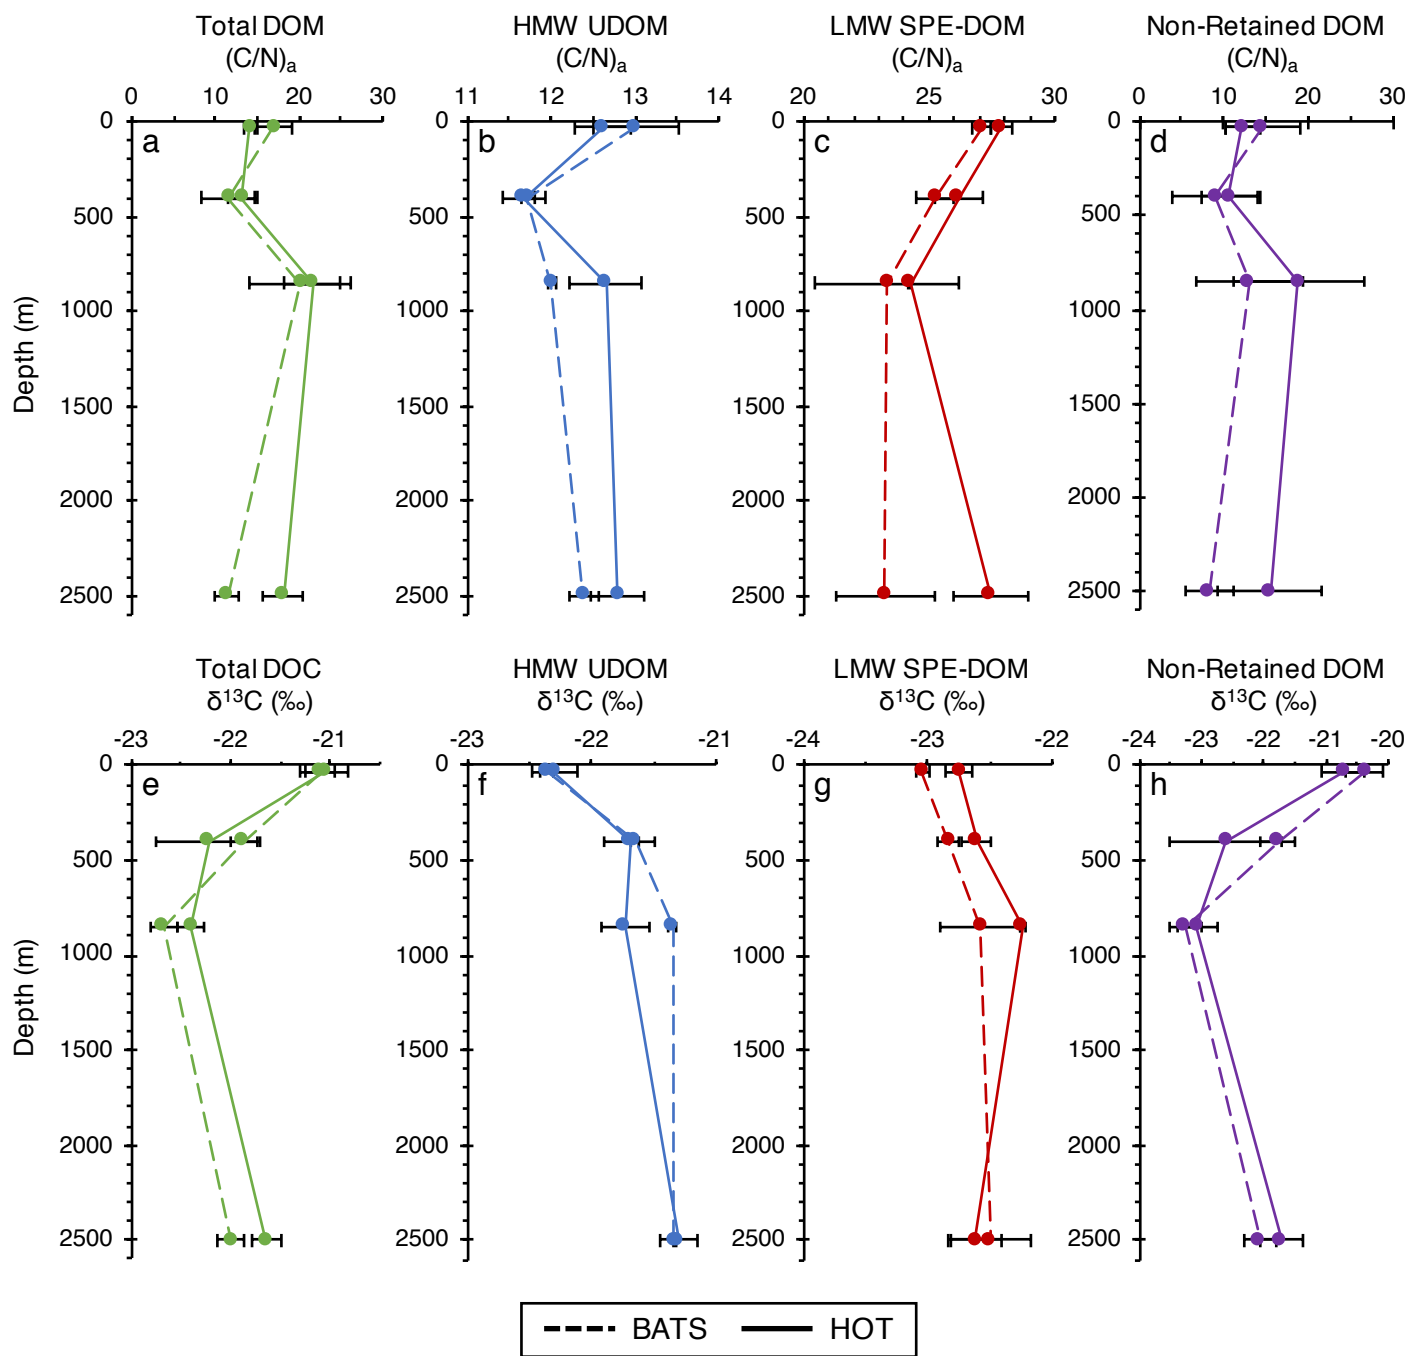 Total DOM
(C/N)a
HMW UDOM
(C/N)a
LMW SPE-DOM
(C/N)a
Non-Retained DOM
(C/N)a
0 10 20 30
11 12 13 14
20 25 30
0 10 20 30
a
b
c
d
0
500
1000
1500
2000
2500
0
500
1000
1500
2000
2500
0
500
1000
1500
2000
2500
0
500
1000
1500
2000
2500
Depth (m)
Total DOC
δ13C (‰)
HMW UDOM
δ13C (‰)
LMW SPE-DOM
δ13C (‰)
Non-Retained DOM
δ13C (‰)
-23 -22 -21
-23 -22 -21
-24 -23 -22
-24 -23 -22 -21 -20
e
f
g
h
0
500
1000
1500
2000
2500
0
500
1000
1500
2000
2500
0
500
1000
1500
2000
2500
0
500
1000
1500
2000
2500
Depth (m)
BATS HOT